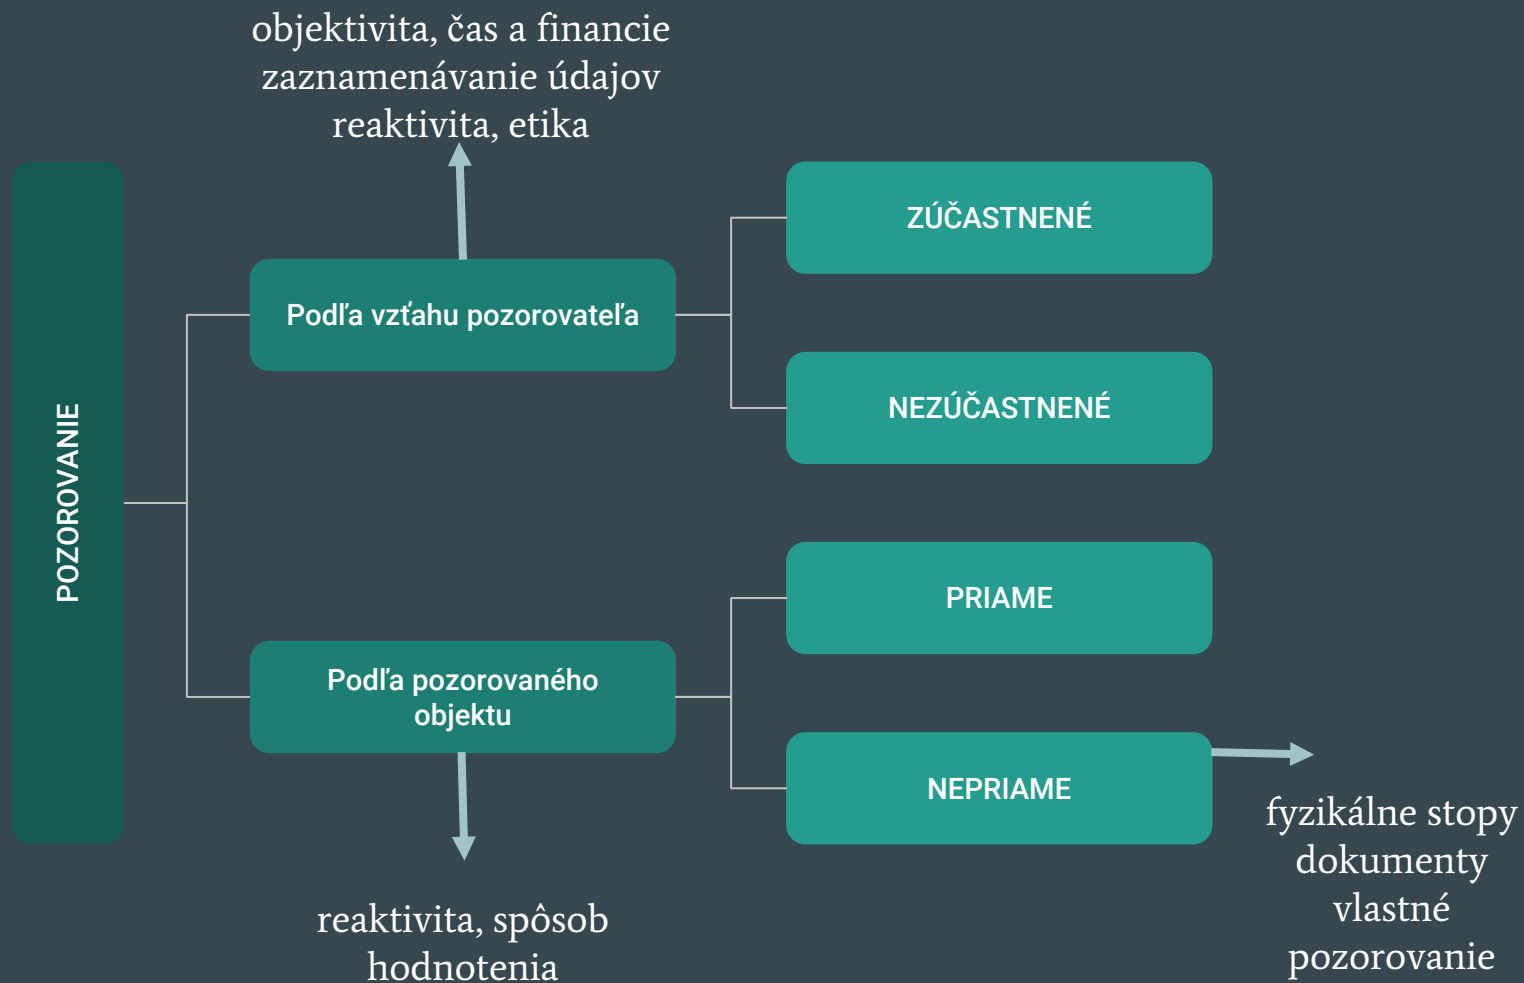 objektivita, čas a financie
zaznamenávanie údajov
reaktivita, etika
POZOROVANIE
Podľa vzťahu pozorovateľa
ZÚČASTNENÉ
NEZÚČASTNENÉ
Podľa pozorovaného
objektu
PRIAME
NEPRIAME
reaktivita, spôsob
hodnotenia
fyzikálne stopy
dokumenty
vlastné
pozorovanie